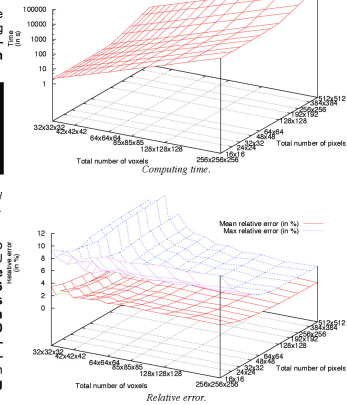 100000
10000
1000
100
10
1
Time
(in s)
32x32x32
42x42x42
64x64x64
85x85x85
128x128x128
256x256x256
Total number of voxels
16x16
24x24
32x32
48x48
64x64
128x128
192x192
256x256
384x384
512x512
Total number of pixels
Computing time.
Mean relative error (in %)
Max relative error (in %)
12
10
8
6
4
2
0
Relative error
(in %)
32x32x32
42x42x42
64x64x64
85x85x85
128x128x128
256x256x256
Total number of voxels
16x16
24x24
32x32
48x48
64x64
128x128
192x192
256x256
384x384
512x512
Total number of pixels
Relative error.